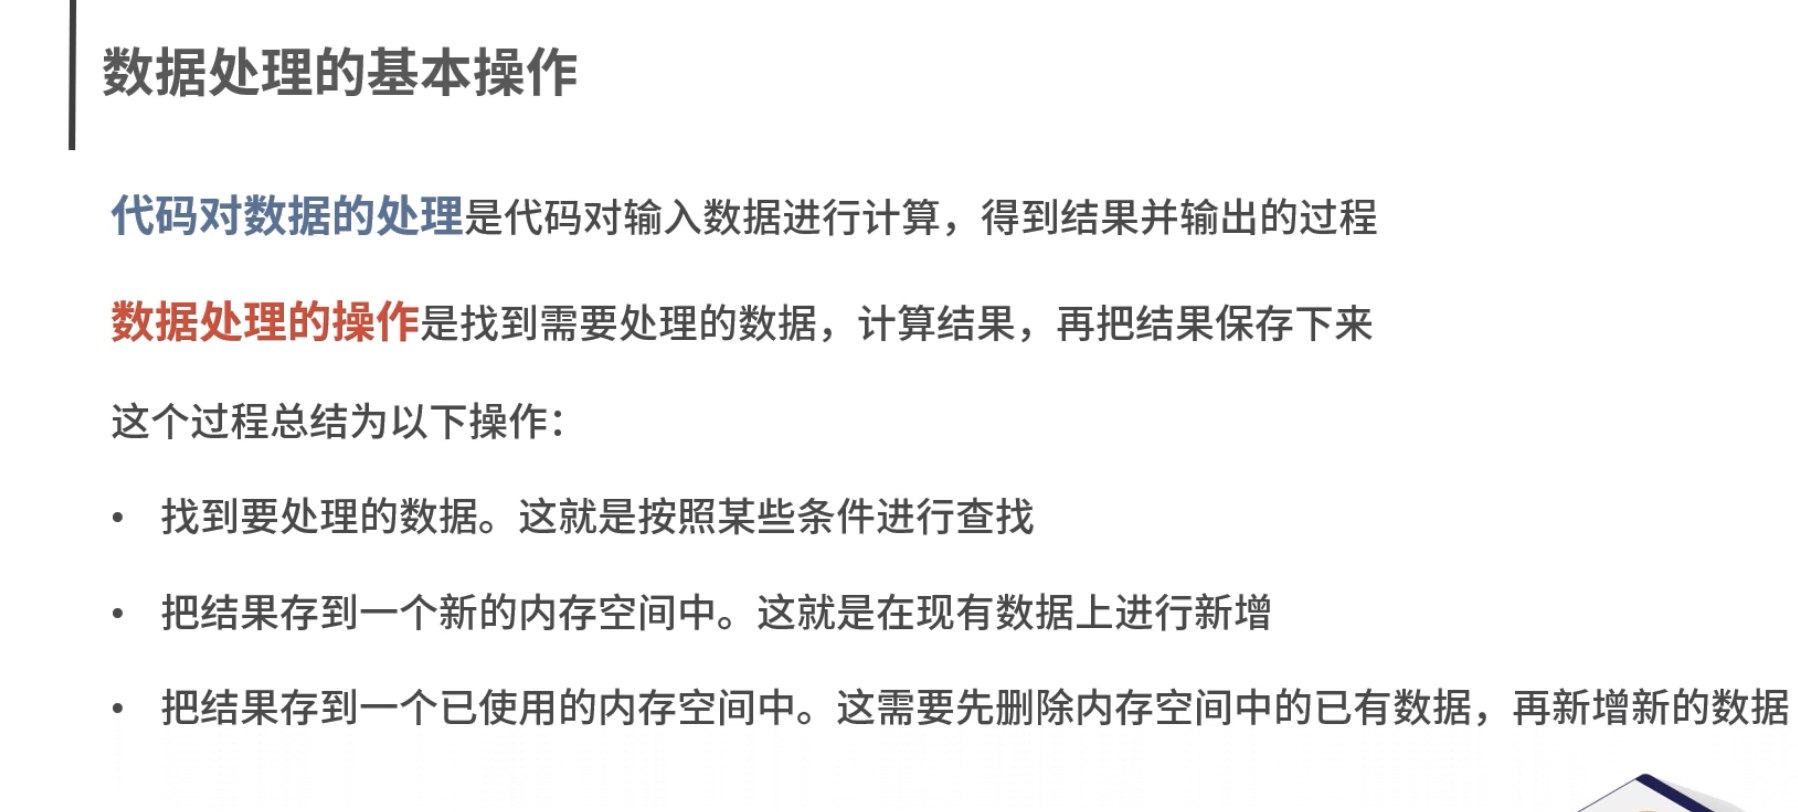 数据处理的基本操作
代码对数据的处理是代码对输入数据进行计算，得到结果并输出的过程
数据处理的操作是找到需要处理的数据，计算结果，再把结果保存下来
这个过程总结为以下操作：
• 找到要处理的数据。这就是按照某些条件进行查找
• 把结果存到一个新的内存空间中。这就是在现有数据上进行新增
• 把结果存到一个已使用的内存空间中。这需要先删除内存空间中的已有数据，再新增新的数据